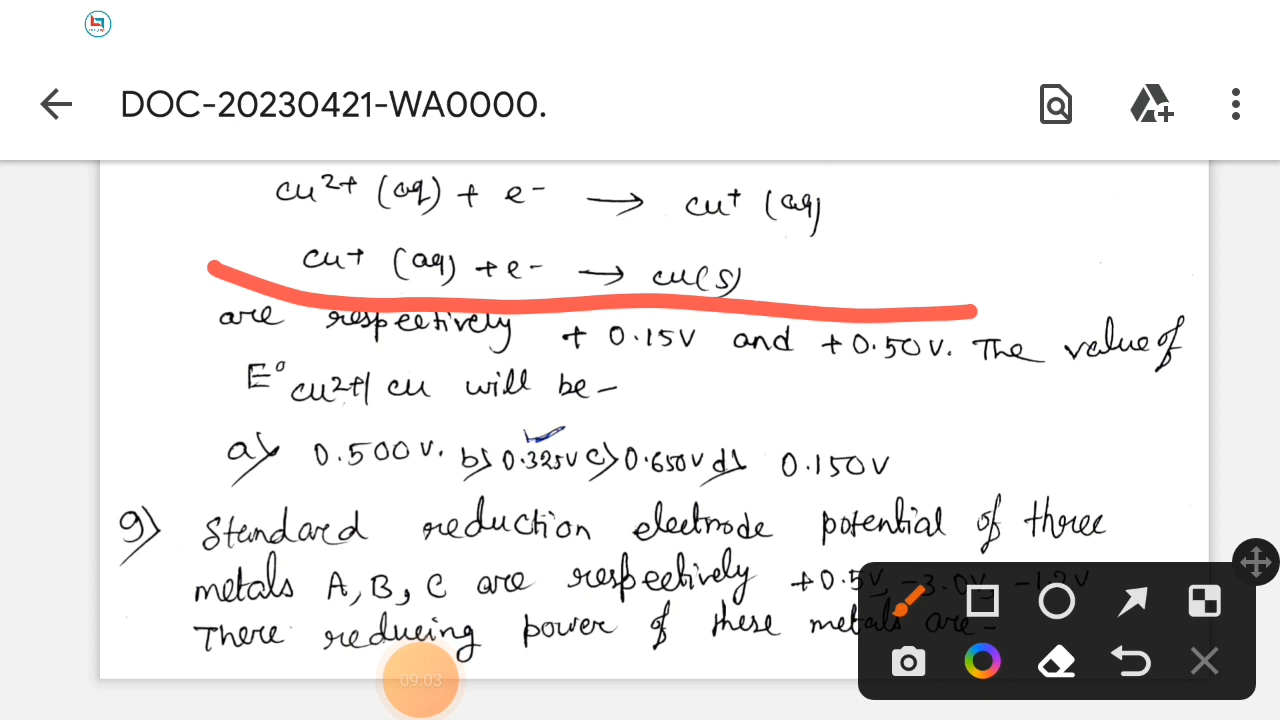 DOC-20230421-WA0000.
cu2+ (aq) + e- → cu+ (aq)
cu+ (aq) + e- → cu(s)
are respectively + 0.15V and +0.50V. The value of
E° cu2+/ cu will be -
a) 0.500V. b) 0.325V c) 0.650V d) 0.150V
9) Standard reduction electrode potential of three
metals A, B, C are respectively +0.5V, -3.0V, -1.2V
There reducing power of these metals are -
09:03